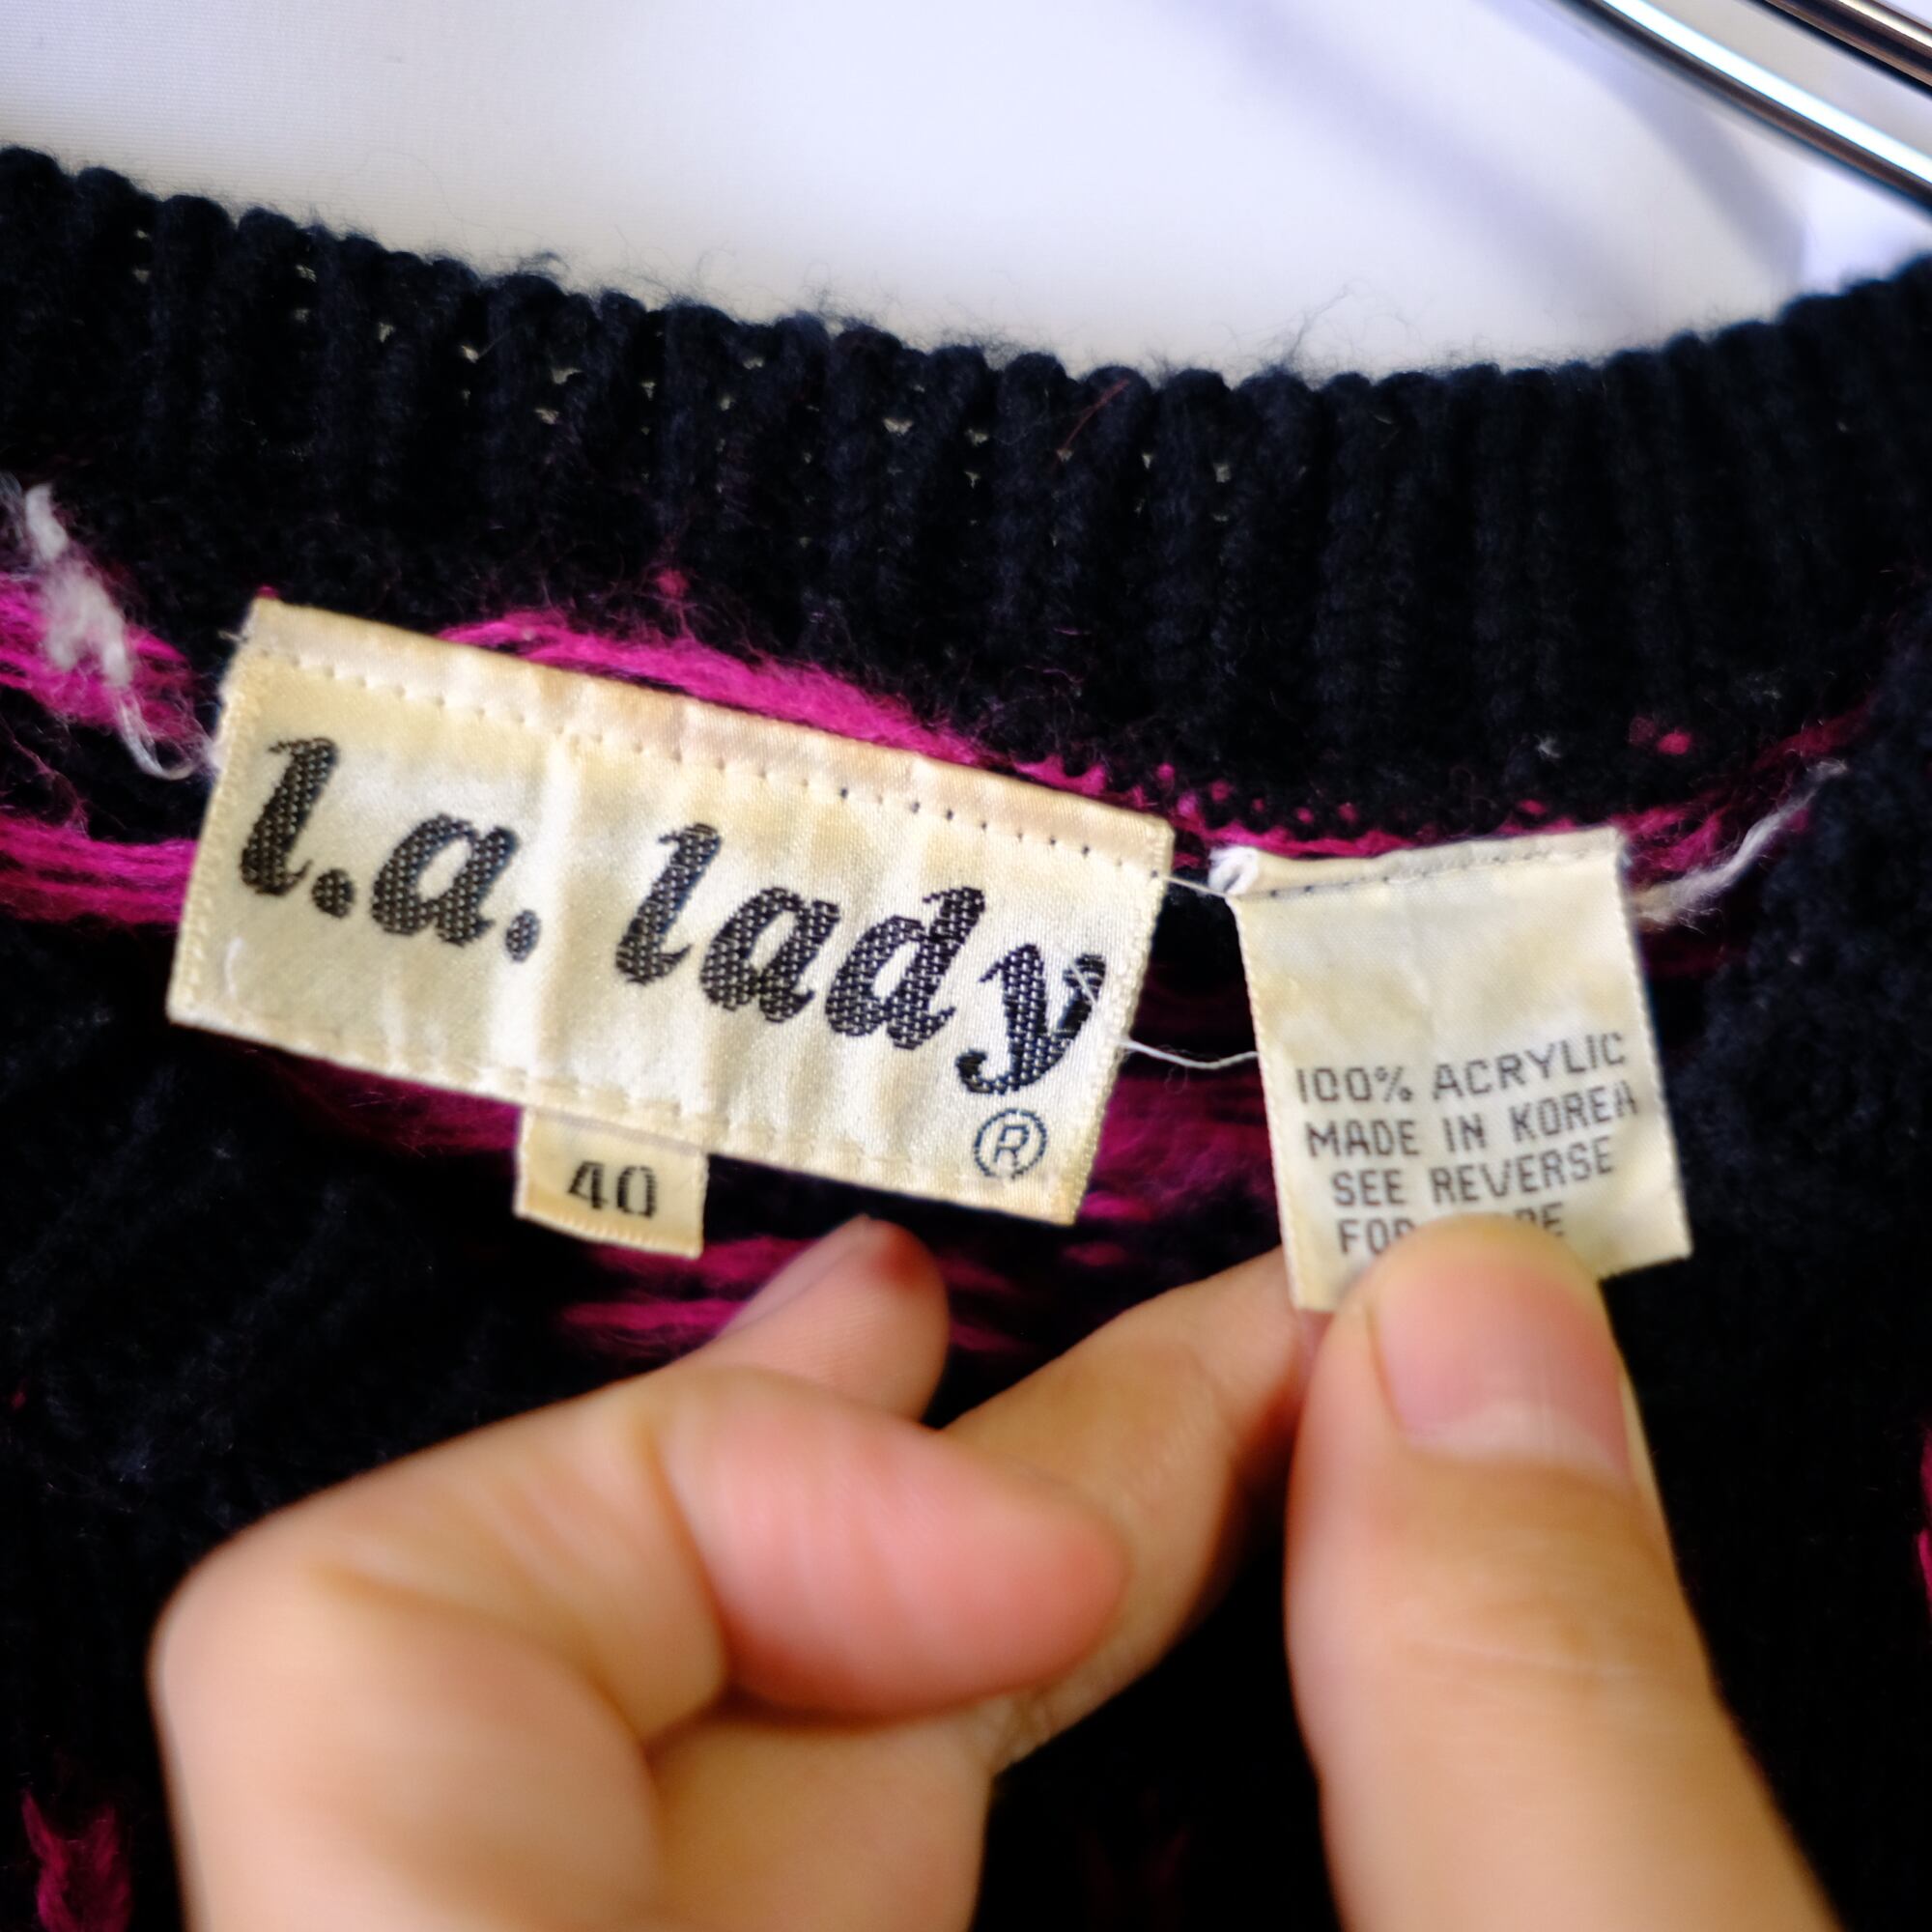 l.a. lady
®
40
100% ACRYLIC
MADE IN KOREA
SEE REVERSE